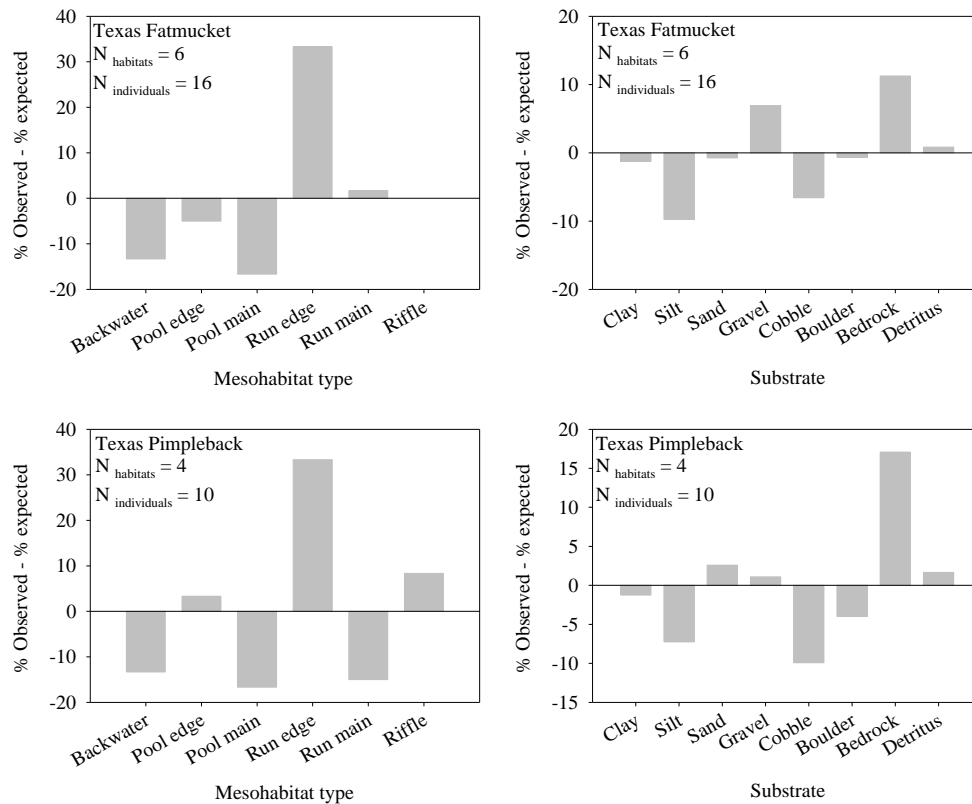 Texas Fatmucket
N habitats = 6
N individuals = 16
% Observed - % expected
40
30
20
10
0
-10
-20
Backwater
Pool edge
Pool main
Run edge
Run main
Riffle
Mesohabitat type
Texas Fatmucket
N habitats = 6
N individuals = 16
% Observed - % expected
20
10
0
-10
-20
Clay
Silt
Sand
Gravel
Cobble
Boulder
Bedrock
Detritus
Substrate
Texas Pimpleback
N habitats = 4
N individuals = 10
% Observed - % expected
40
30
20
10
0
-10
-20
Backwater
Pool edge
Pool main
Run edge
Run main
Riffle
Mesohabitat type
Texas Pimpleback
N habitats = 4
N individuals = 10
% Observed - % expected
20
15
10
5
0
-5
-10
-15
Clay
Silt
Sand
Gravel
Cobble
Boulder
Bedrock
Detritus
Substrate